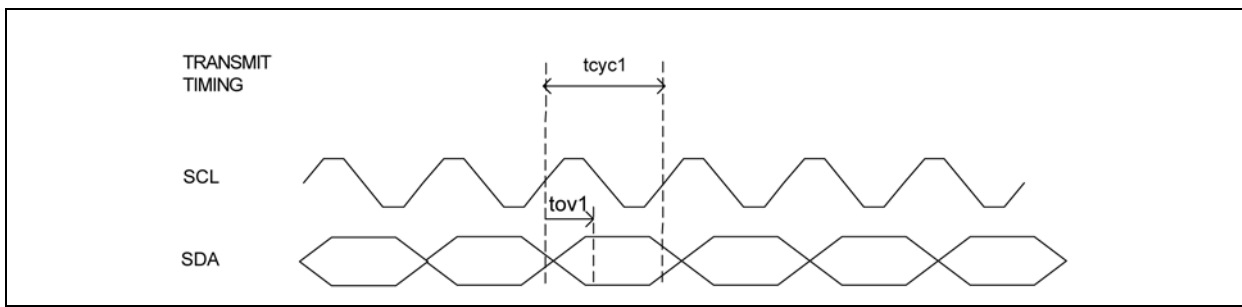 TRANSMIT
TIMING
tcyc1
SCL
tov1
SDA